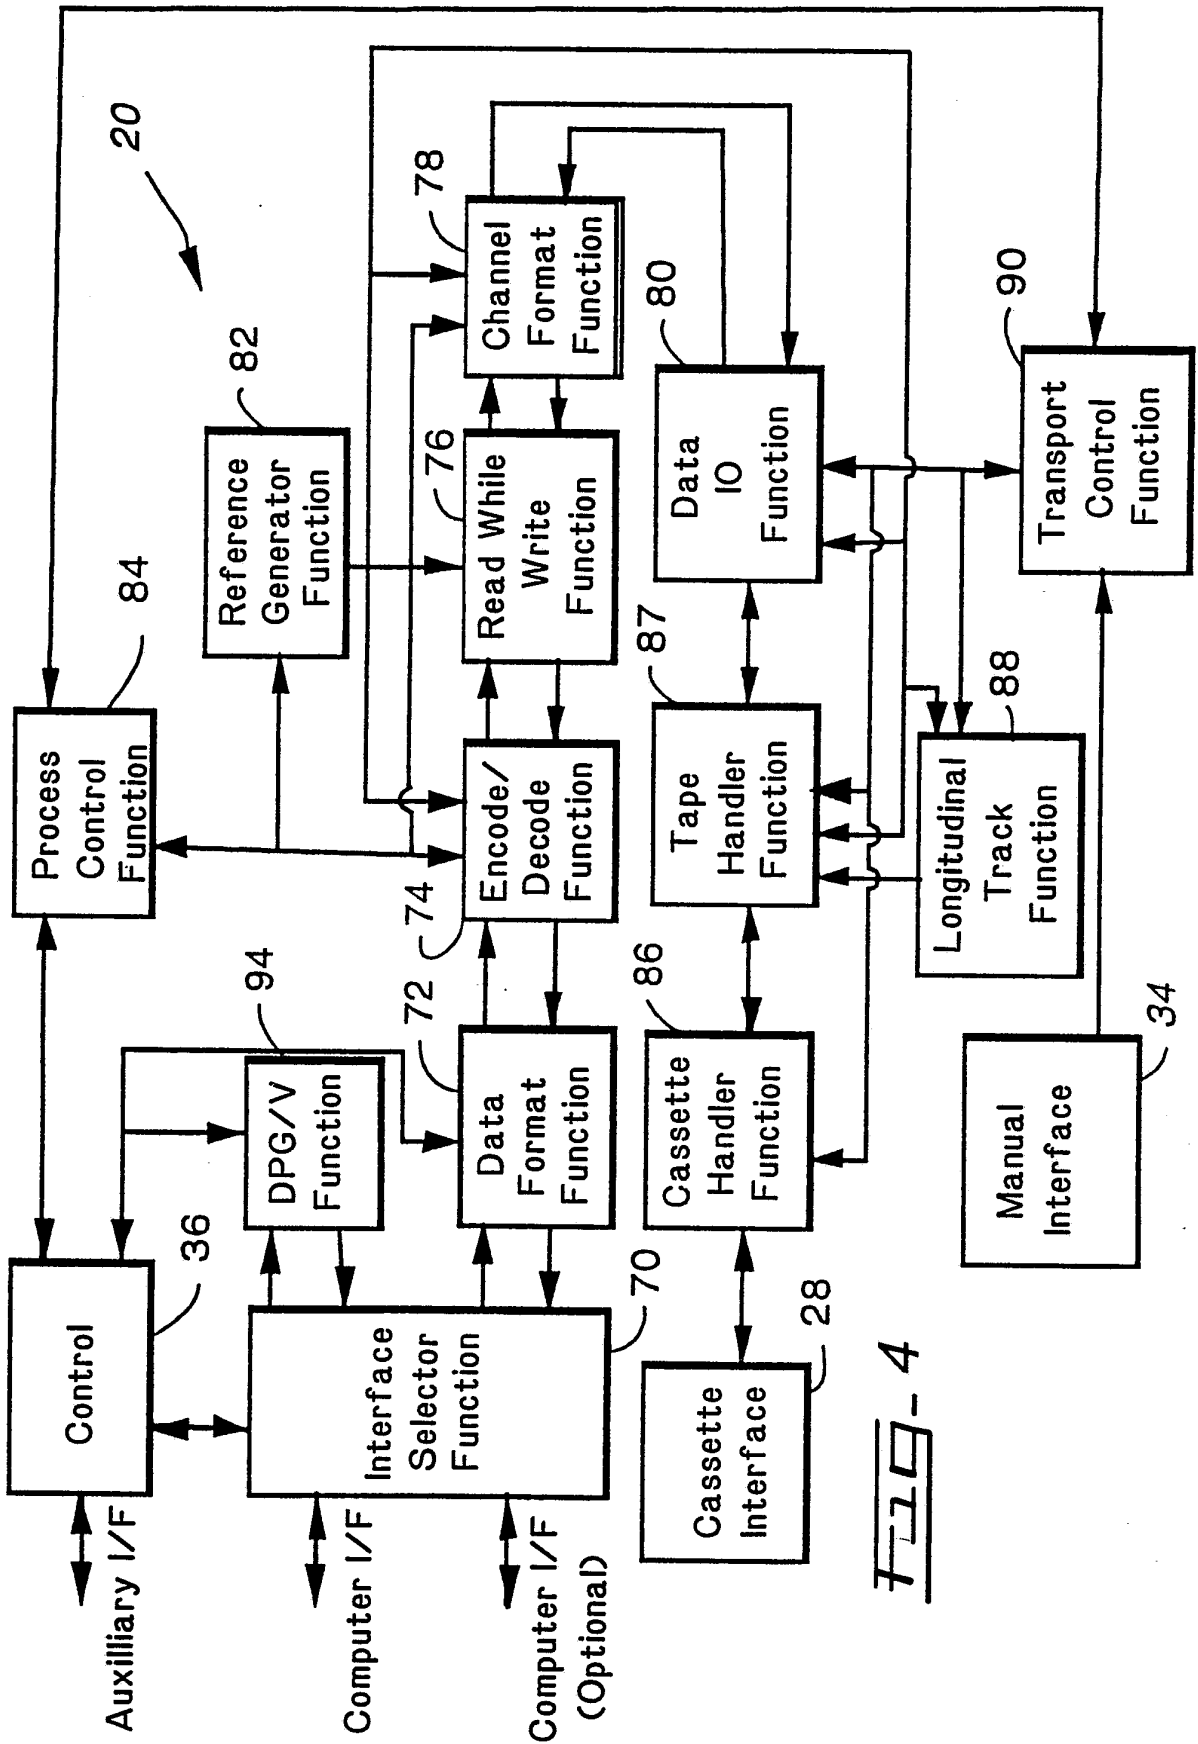 20
Auxilliary I/F
Control
36
Process
Control
Function
84
Computer I/F
Computer I/F
(Optional)
Interface
Selector
Function
70
DPG/V
Function
94
Reference
Generator
Function
82
Data
Format
Function
72
Encode/
Decode
Function
74
Read While
Write
Function
76
Channel
Format
Function
78
Cassette
Interface
28
Cassette
Handler
Function
86
Tape
Handler
Function
87
Data
IO
Function
80
Longitudinal
Track
Function
88
Manual
Interface
34
Transport
Control
Function
90
Fig-4